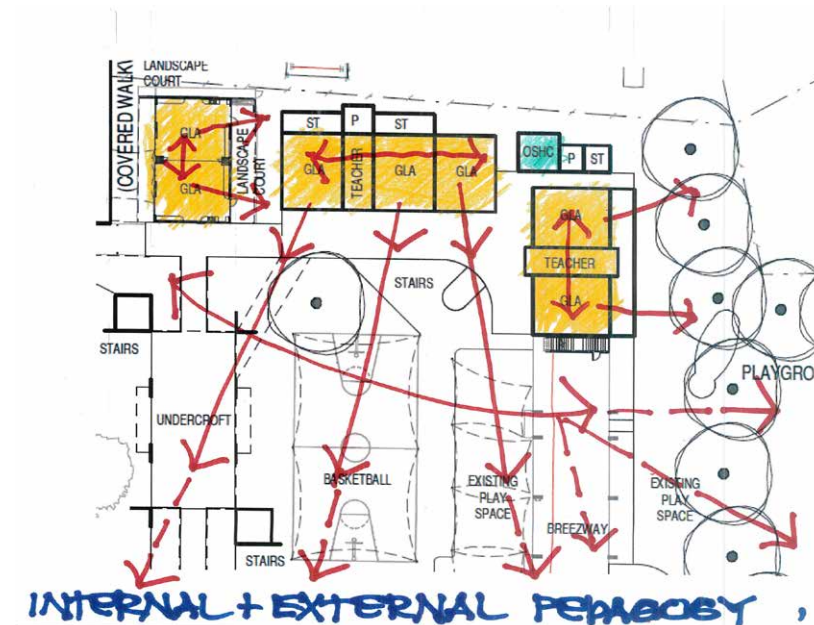 LANDSCAPE
COURT
(COVERED WALK)
GLA
GLA
LANDSCAPE
COURT
ST
P
ST
GLA
TEACHER
GLA
GLA
OSHC
P
ST
GLA
TEACHER
GLA
STAIRS
STAIRS
UNDERCROFT
BASKETBALL
EXISTING
PLAY
SPACE
BREEZWAY
EXISTING
PLAY
SPACE
PLAYGRO
STAIRS
INTERNAL + EXTERNAL PEDAGOGY,